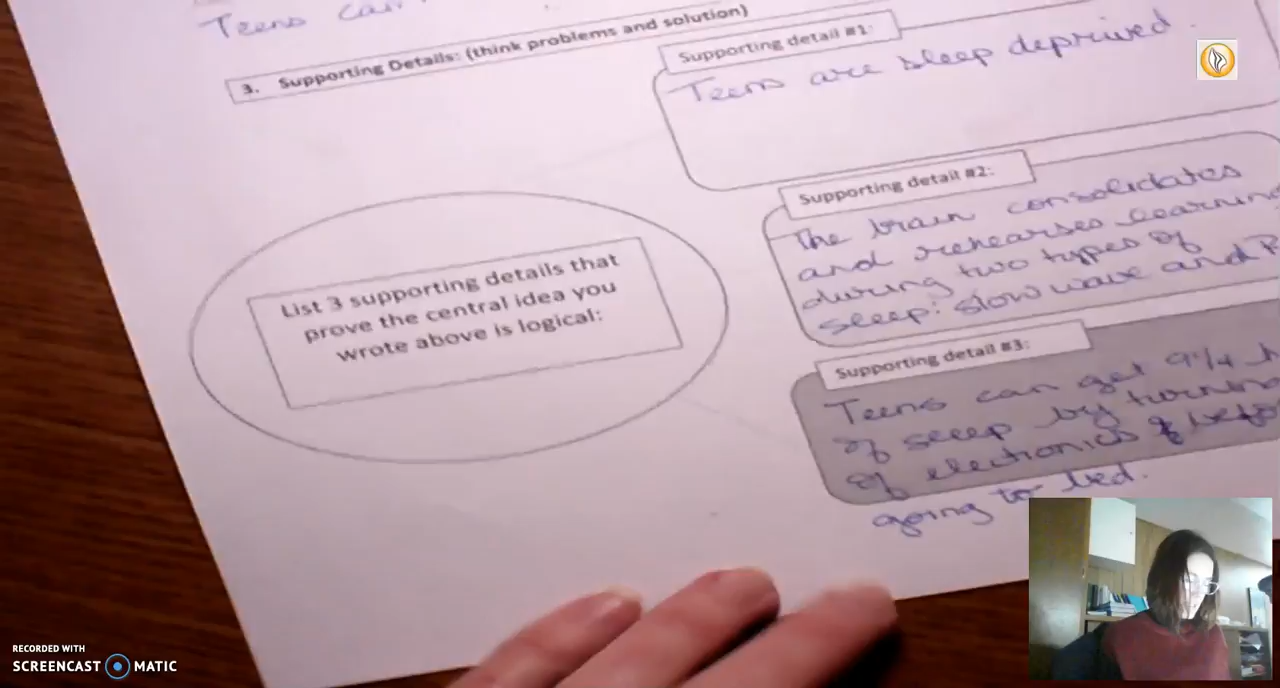 Teens can
3. Supporting Details: (think problems and solution)
Supporting detail #1:
Teens are sleep deprived.
Supporting detail #2:
The brain consolidates
and rehearses learning
during two types of
sleep: slow wave and R
List 3 supporting details that
prove the central idea you
wrote above is logical:
Supporting detail #3:
Teens can get 9 1/4 h
of sleep by turning
of electronics before
going to bed.
RECORDED WITH
SCREENCAST MATIC